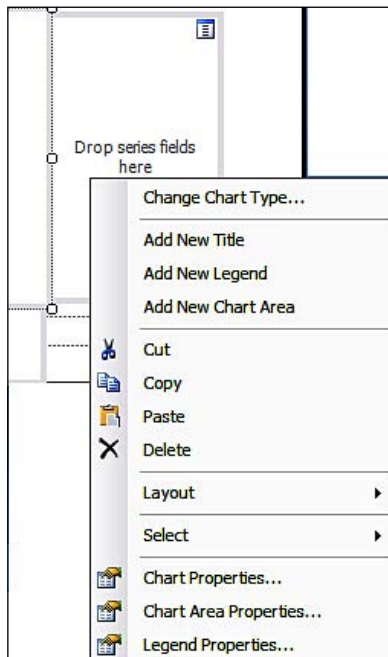 Drop series fields
here
Change Chart Type...
Add New Title
Add New Legend
Add New Chart Area
Cut
Copy
Paste
Delete
Layout
Select
Chart Properties...
Chart Area Properties...
Legend Properties...